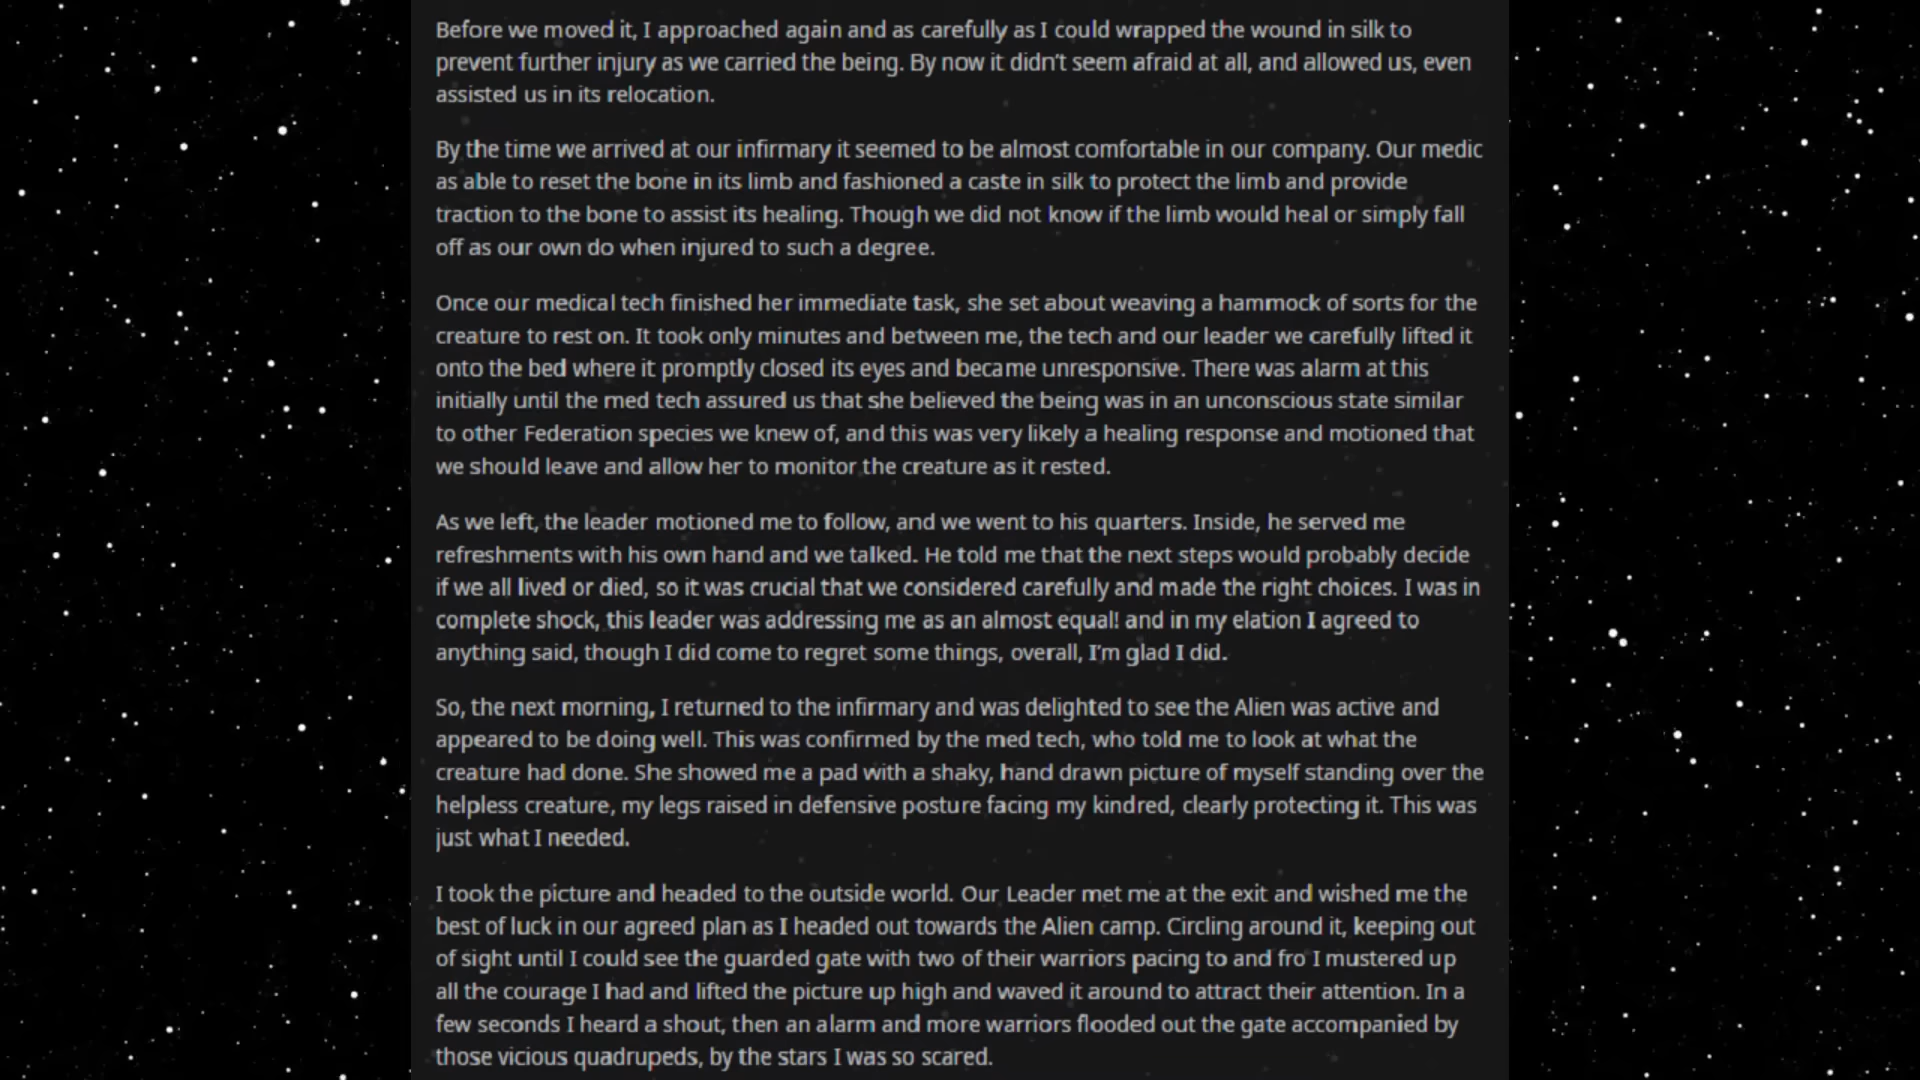 Before we moved it, I approached again and as carefully as I could wrapped the wound in silk to
prevent further injury as we carried the being. By now it didn't seem afraid at all, and allowed us, even
assisted us in its relocation.
By the time we arrived at our infirmary it seemed to be almost comfortable in our company. Our medic
as able to reset the bone in its limb and fashioned a caste in silk to protect the limb and provide
traction to the bone to assist its healing. Though we did not know if the limb would heal or simply fall
off as our own do when injured to such a degree.
Once our medical tech finished her immediate task, she set about weaving a hammock of sorts for the
creature to rest on. It took only minutes and between me, the tech and our leader we carefully lifted it
onto the bed where it promptly closed its eyes and became unresponsive. There was alarm at this
initially until the med tech assured us that she believed the being was in an unconscious state similar
to other Federation species we knew of, and this was very likely a healing response and motioned that
we should leave and allow her to monitor the creature as it rested.
As we left, the leader motioned me to follow, and we went to his quarters. Inside, he served me
refreshments with his own hand and we talked. He told me that the next steps would probably decide
if we all lived or died, so it was crucial that we considered carefully and made the right choices. I was in
complete shock, this leader was addressing me as an almost equal! and in my elation I agreed to
anything said, though I did come to regret some things, overall, I'm glad I did.
So, the next morning, I returned to the infirmary and was delighted to see the Alien was active and
appeared to be doing well. This was confirmed by the med tech, who told me to look at what the
creature had done. She showed me a pad with a shaky, hand drawn picture of myself standing over the
helpless creature, my legs raised in defensive posture facing my kindred, clearly protecting it. This was
just what I needed.
I took the picture and headed to the outside world. Our Leader met me at the exit and wished me the
best of luck in our agreed plan as I headed out towards the Alien camp. Circling around it, keeping out
of sight until I could see the guarded gate with two of their warriors pacing to and fro I mustered up
all the courage I had and lifted the picture up high and waved it around to attract their attention. In a
few seconds I heard a shout, then an alarm and more warriors flooded out the gate accompanied by
those vicious quadrupeds, by the stars I was so scared.